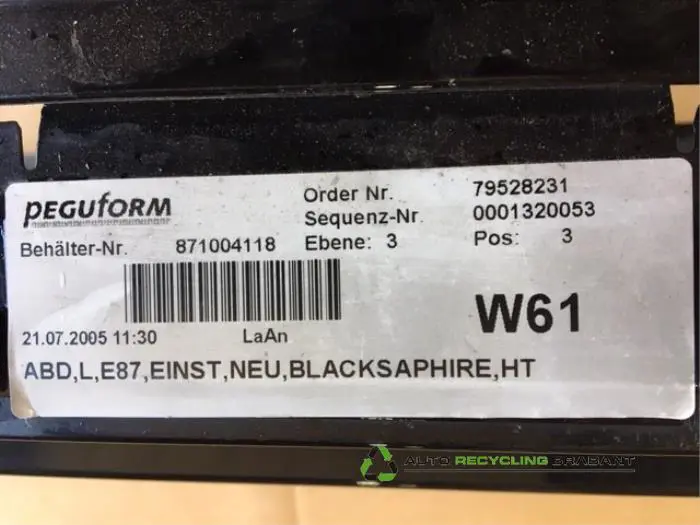 PEGUFORM
Order Nr. 79528231
Sequenz-Nr. 0001320053
Behälter-Nr. 871004118 Ebene: 3 Pos: 3
W61
21.07.2005 11:30 LaAn
ABD,L,E87,EINST,NEU,BLACKSAPHIRE,HT
AUTO RECYCLING BRABANT